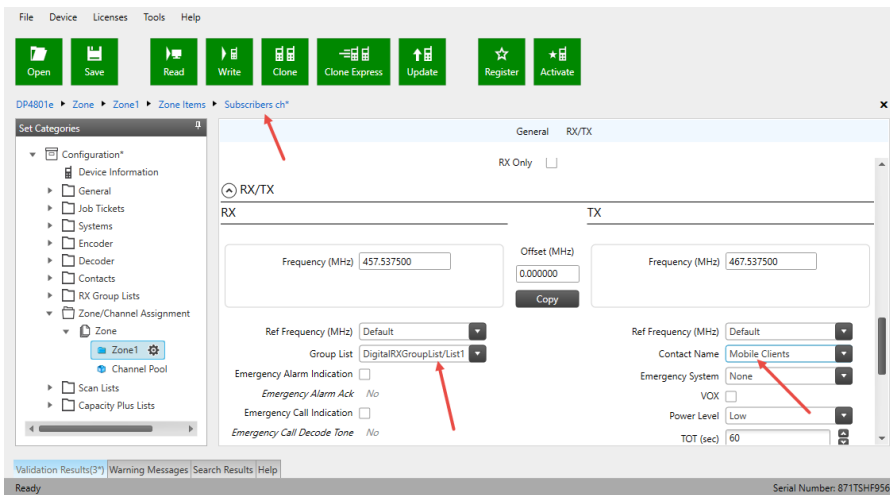 File Device Licenses Tools Help
Open Save Read Write Clone Clone Express Update Register Activate
DP4801e Zone Zone1 Zone Items Subscribers ch*
Set Categories
Configuration*
Device Information
General
Job Tickets
Systems
Encoder
Decoder
Contacts
RX Group Lists
Zone/Channel Assignment
Zone
Zone1
Channel Pool
Scan Lists
Capacity Plus Lists
General RX/TX
RX Only
RX/TX
RX TX
Offset (MHz)
Frequency (MHz) 457.537500 0.000000 Frequency (MHz) 467.537500
Copy
Ref Frequency (MHz) Default Ref Frequency (MHz) Default
Group List DigitalRXGroupList/List1 Contact Name Mobile Clients
Emergency Alarm Indication Emergency System None
Emergency Alarm Ack No VOX
Emergency Call Indication Power Level Low
Emergency Call Decode Tone No TOT (sec) 60
Validation Results(3*) Warning Messages Search Results Help
Ready Serial Number: 871TSHF956